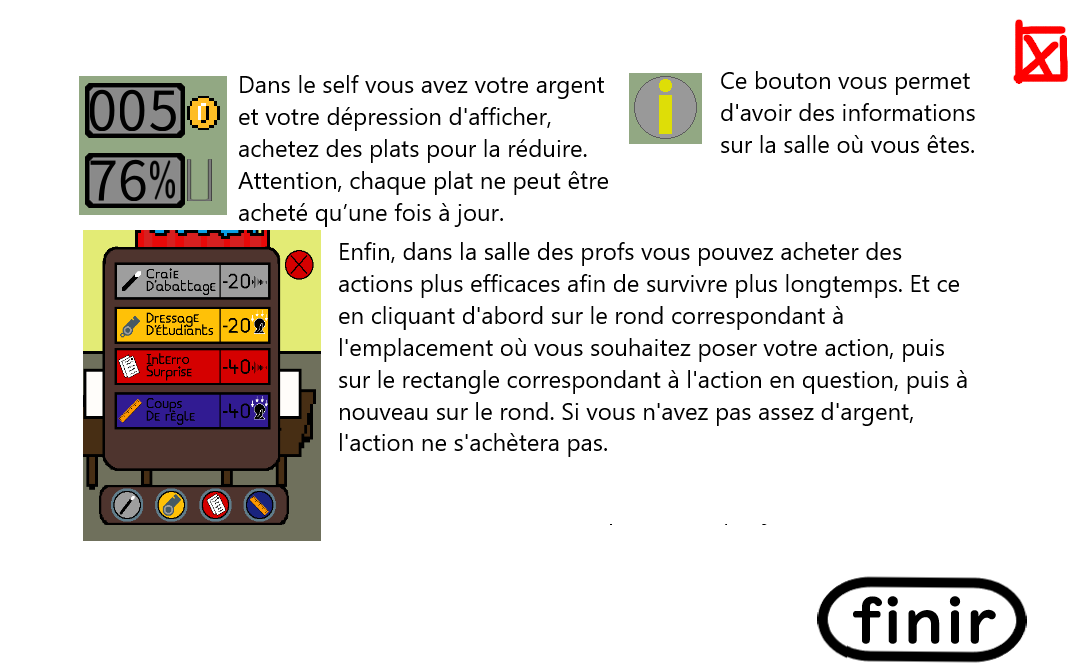 005
76%
Dans le self vous avez votre argent
et votre dépression d'afficher,
achetez des plats pour la réduire.
Attention, chaque plat ne peut être
acheté qu’une fois à jour.
i
Ce bouton vous permet
d'avoir des informations
sur la salle où vous êtes.
Craie
D'abattage
-20
Dressage
D'Étudiants
-20
Interro
Surprise
-40
Coups
De règle
-40
Enfin, dans la salle des profs vous pouvez acheter des
actions plus efficaces afin de survivre plus longtemps. Et ce
en cliquant d'abord sur le rond correspondant à
l'emplacement où vous souhaitez poser votre action, puis
sur le rectangle correspondant à l'action en question, puis à
nouveau sur le rond. Si vous n'avez pas assez d'argent,
l'action ne s'achètera pas.
finir